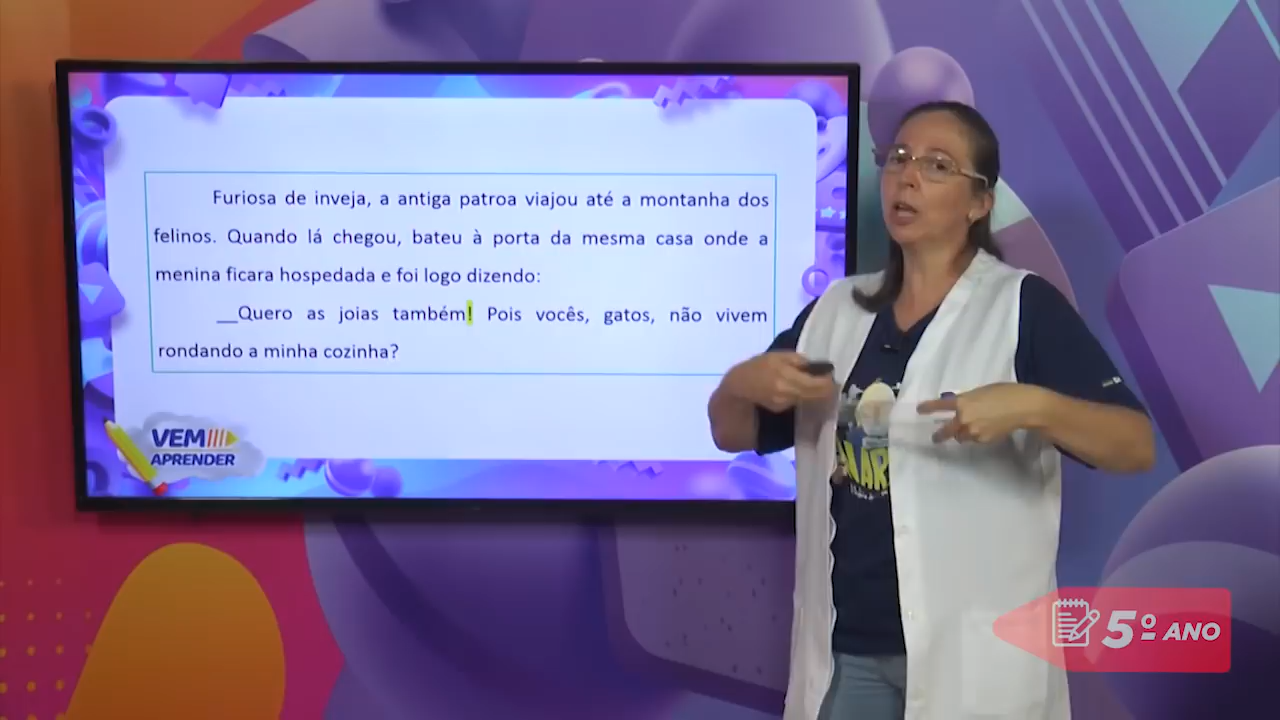 Furiosa de inveja, a antiga patroa viajou até a montanha dos
felinos. Quando lá chegou, bateu à porta da mesma casa onde a
menina ficara hospedada e foi logo dizendo:
__Quero as joias também! Pois vocês, gatos, não vivem
rondando a minha cozinha?
VEM
APRENDER
5º ANO